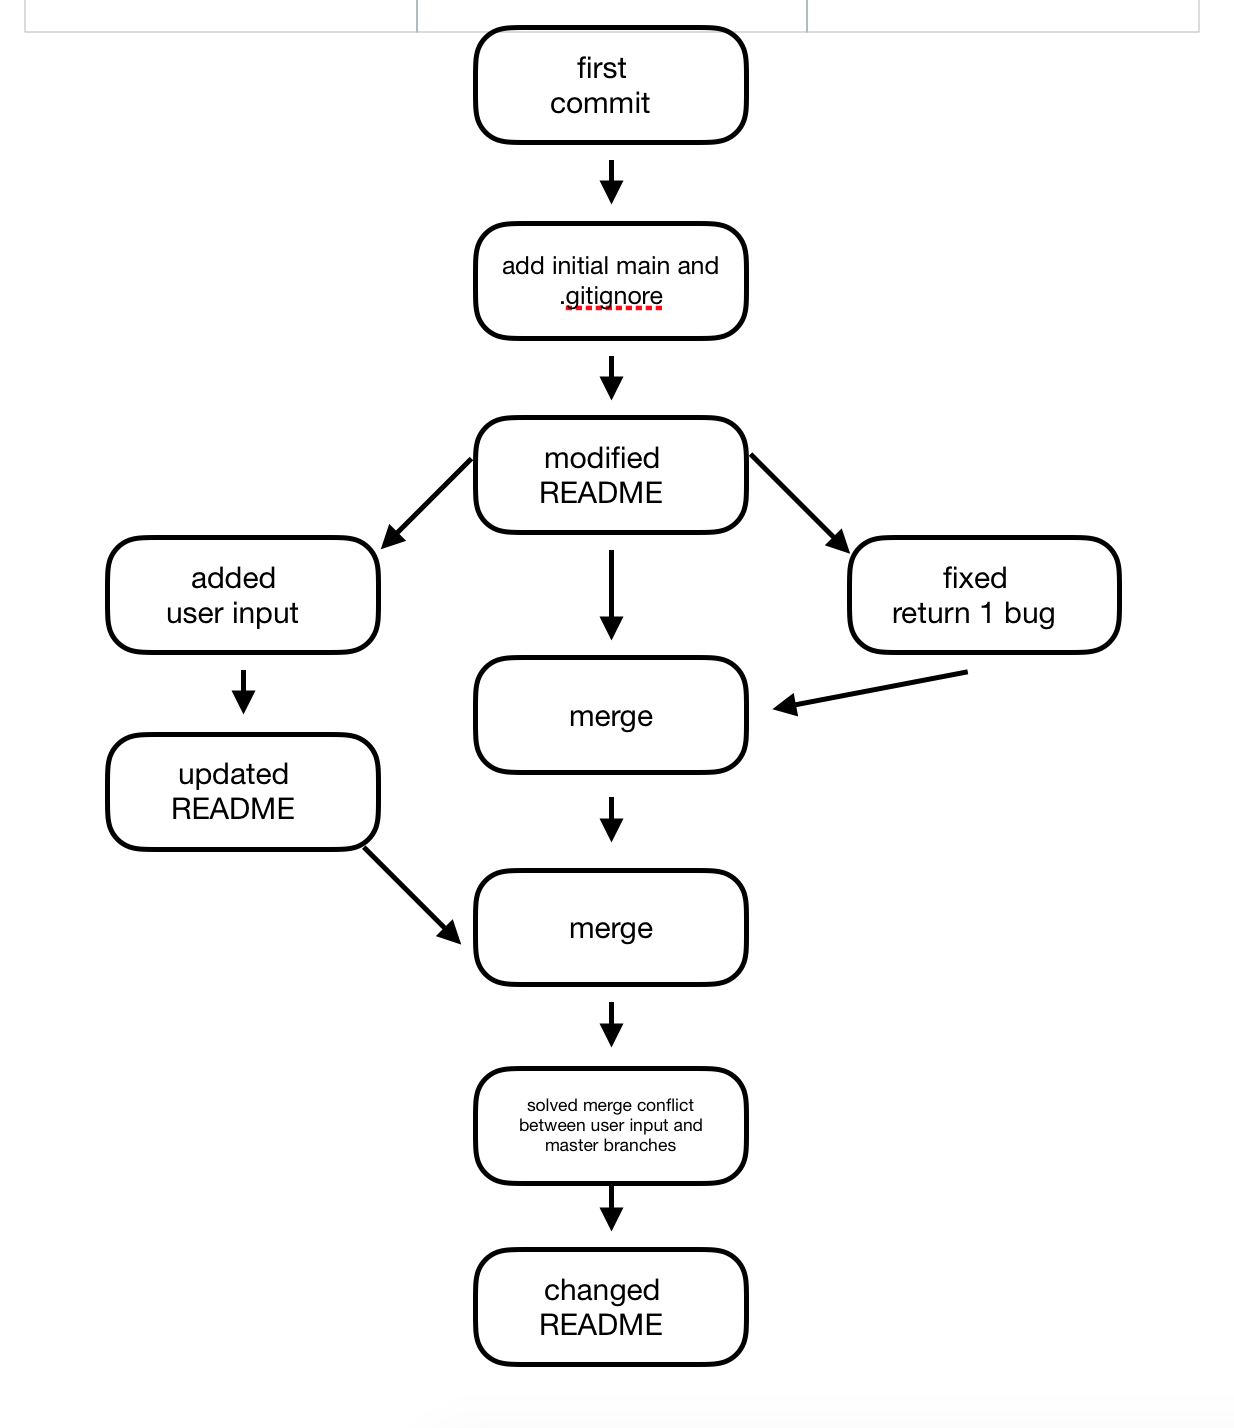 first
commit
add initial main and
.gitignore
modified
README
added
user input
fixed
return 1 bug
merge
updated
README
merge
solved merge conflict
between user input and
master branches
changed
README